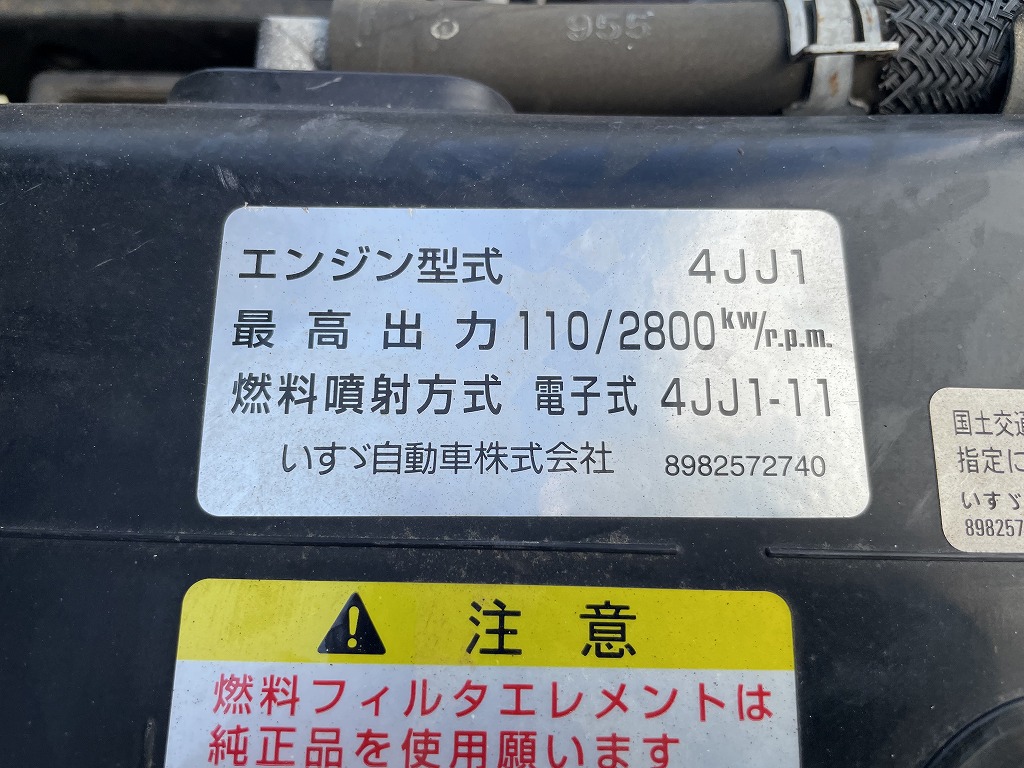 955
エンジン型式 4JJ1
最高出力 110/2800kw/r.p.m.
燃料噴射方式 電子式 4JJ1-11
いすゞ自動車株式会社 8982572740
国土交通
指定に
いすゞ
898257
注意
燃料フィルタエレメントは
純正品を使用願います